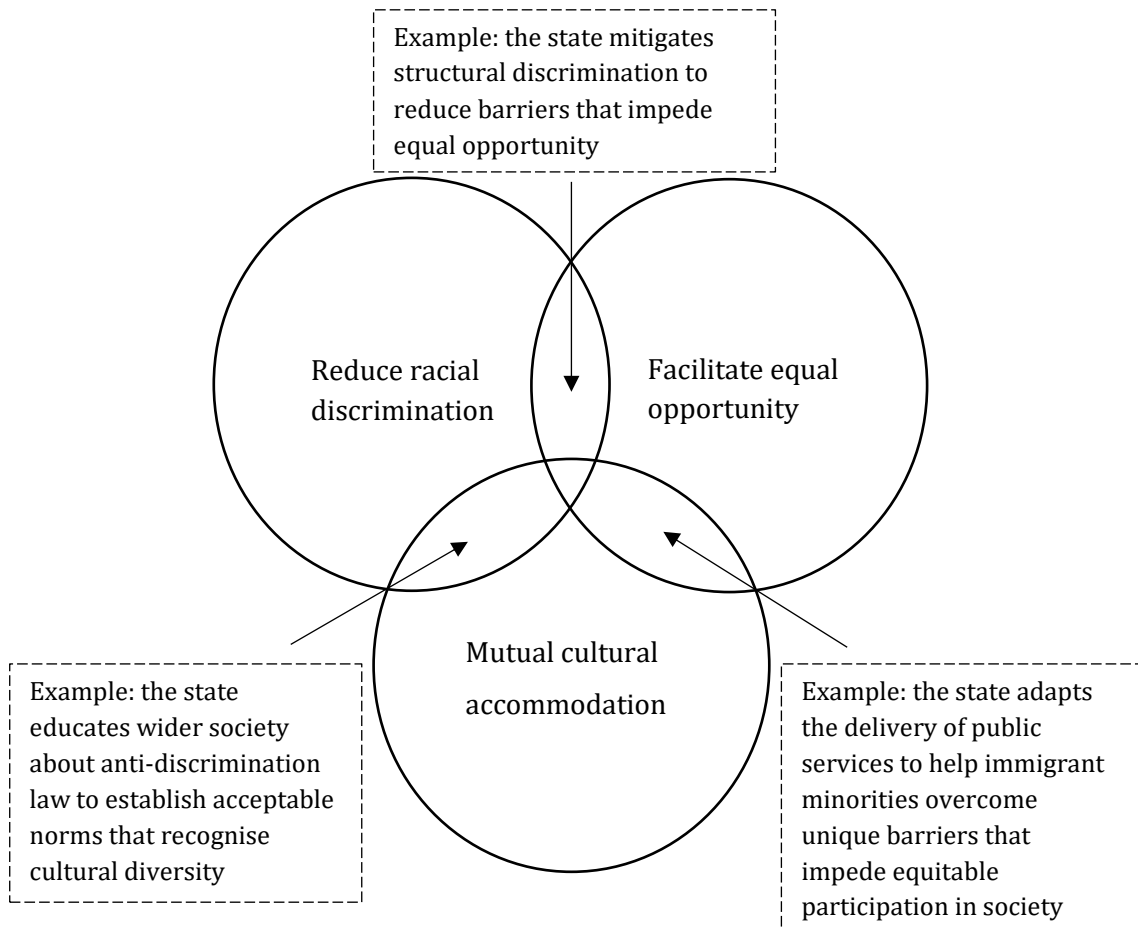 Example: the state mitigates
structural discrimination to
reduce barriers that impede
equal opportunity
Reduce racial
discrimination
Facilitate equal
opportunity
Mutual cultural
accommodation
Example: the state
educates wider society
about anti-discrimination
law to establish acceptable
norms that recognise
cultural diversity
Example: the state adapts
the delivery of public
services to help immigrant
minorities overcome
unique barriers that
impede equitable
participation in society